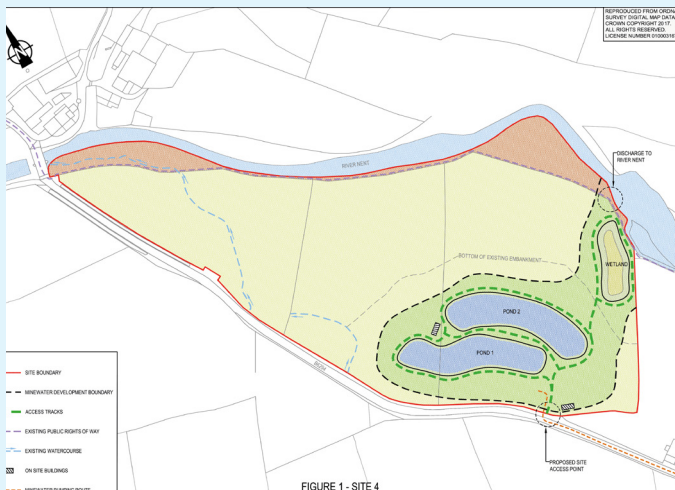 REPRODUCED FROM ORDNA
SURVEY DIGITAL MAP DATA
CROWN COPYRIGHT 2017.
ALL RIGHTS RESERVED.
RIVER NENT
DISCHARGE TO
RIVER NENT
WETLAND
BOTTOM OF EXISTING EMBANKMENT
POND 2
POND 1
SITE BOUNDARY
MINEWATER DEVELOPMENT BOUNDARY
ACCESS TRACKS
EXISTING PUBLIC RIGHTS OF WAY
EXISTING WATERCOURSE
ON SITE BUILDINGS
PROPOSED SITE
ACCESS POINT
FIGURE 1 - SITE 4